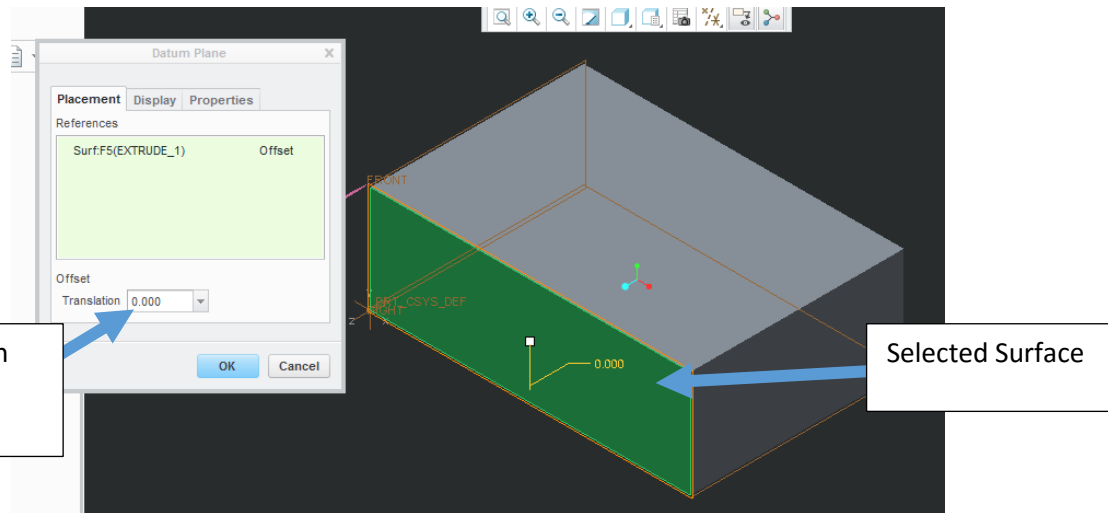 Datum Plane
Placement Display Properties
References
Surf:F5(EXTRUDE_1) Offset
Offset
Translation 0.000
OK Cancel
FRONT
PRT_CSYS_DEF
RIGHT
Y
Z X
0.000
Selected Surface